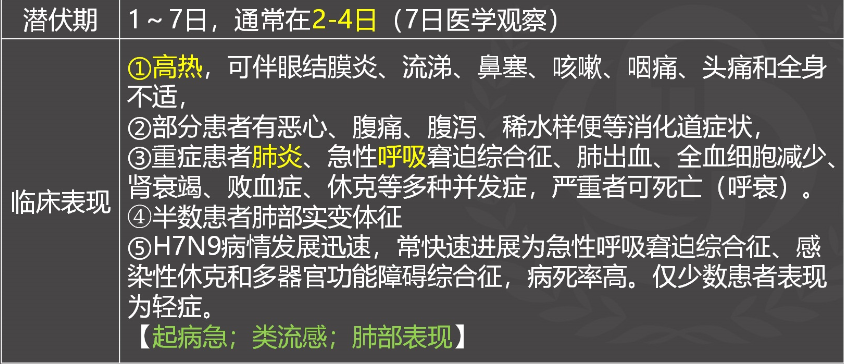 潜伏期
1～7日，通常在2-4日（7日医学观察）
临床表现
①高热，可伴眼结膜炎、流涕、鼻塞、咳嗽、咽痛、头痛和全身
不适，
②部分患者有恶心、腹痛、腹泻、稀水样便等消化道症状，
③重症患者肺炎、急性呼吸窘迫综合征、肺出血、全血细胞减少、
肾衰竭、败血症、休克等多种并发症，严重者可死亡（呼衰）。
④半数患者肺部实变体征
⑤H7N9病情发展迅速，常快速进展为急性呼吸窘迫综合征、感
染性休克和多器官功能障碍综合征，病死率高。仅少数患者表现
为轻症。
【起病急；类流感；肺部表现】